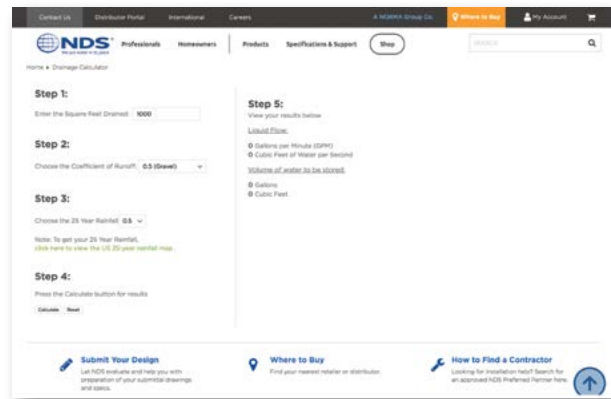 Contact Us Distributor Portal International Careers A NORMA Group Co. Where to Buy My Account
NDS Professionals Homeowners Products Specifications & Support Shop SEARCH
Home Drainage Calculator
Step 1:
Enter the Square Feet Drained: 1000
Step 2:
Choose the Coefficient of Runoff: 0.5 (Gravel)
Step 3:
Choose the 25 Year Rainfall: 0.5
Note: To get your 25 Year Rainfall,
click here to view the US 25-year rainfall map
Step 4:
Press the Calculate button for results
Calculate Reset
Step 5:
View your results below
Liquid Flow:
0 Gallons per Minute (GPM)
0 Cubic Feet of Water per Second
Volume of water to be stored:
0 Gallons
0 Cubic Feet
Submit Your Design
Let NDS evaluate and help you with
preparation of your submittal drawings
and specs.
Where to Buy
Find your nearest retailer or distributor.
How to Find a Contractor
Looking for installation help? Search for
an approved NDS Preferred Partner here.